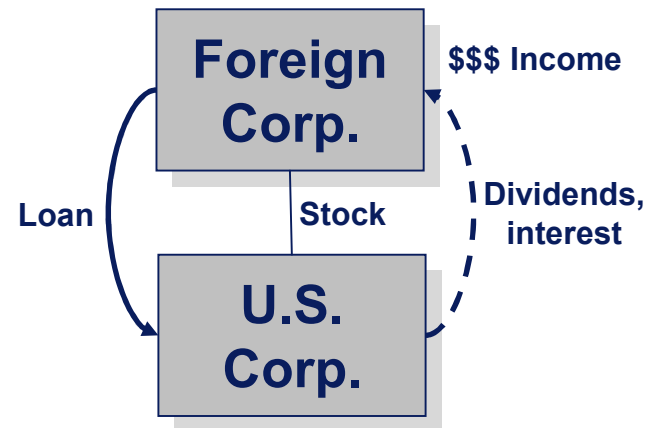 Foreign
Corp.
$$$ Income
Loan
Stock
Dividends,
interest
U.S.
Corp.